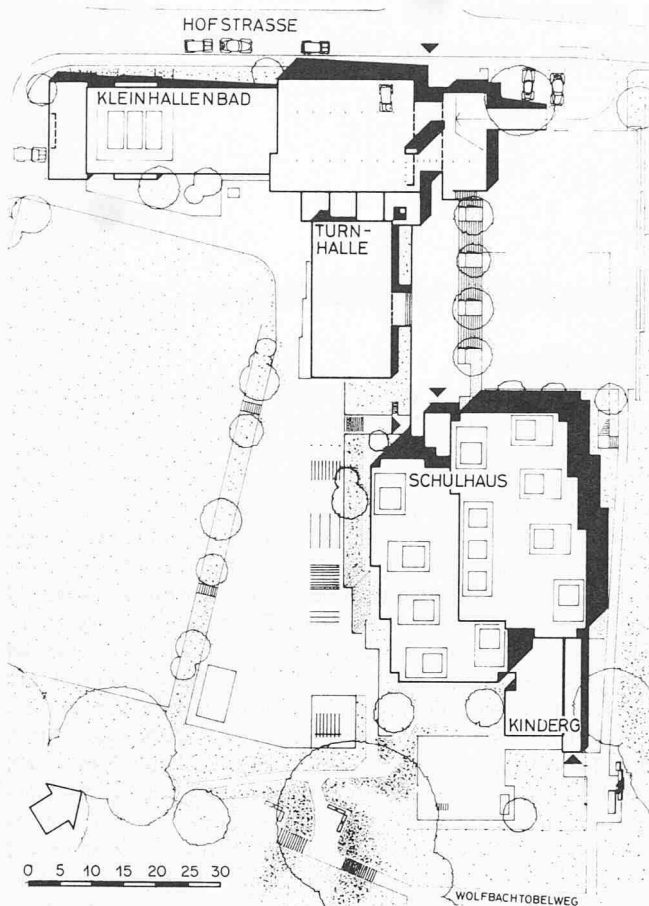 HOFSTRASSE
KLEINHALLENBAD
TURN-
HALLE
SCHULHAUS
KINDERG
0 5 10 15 20 25 30
WOLFBACHTOBELWEG